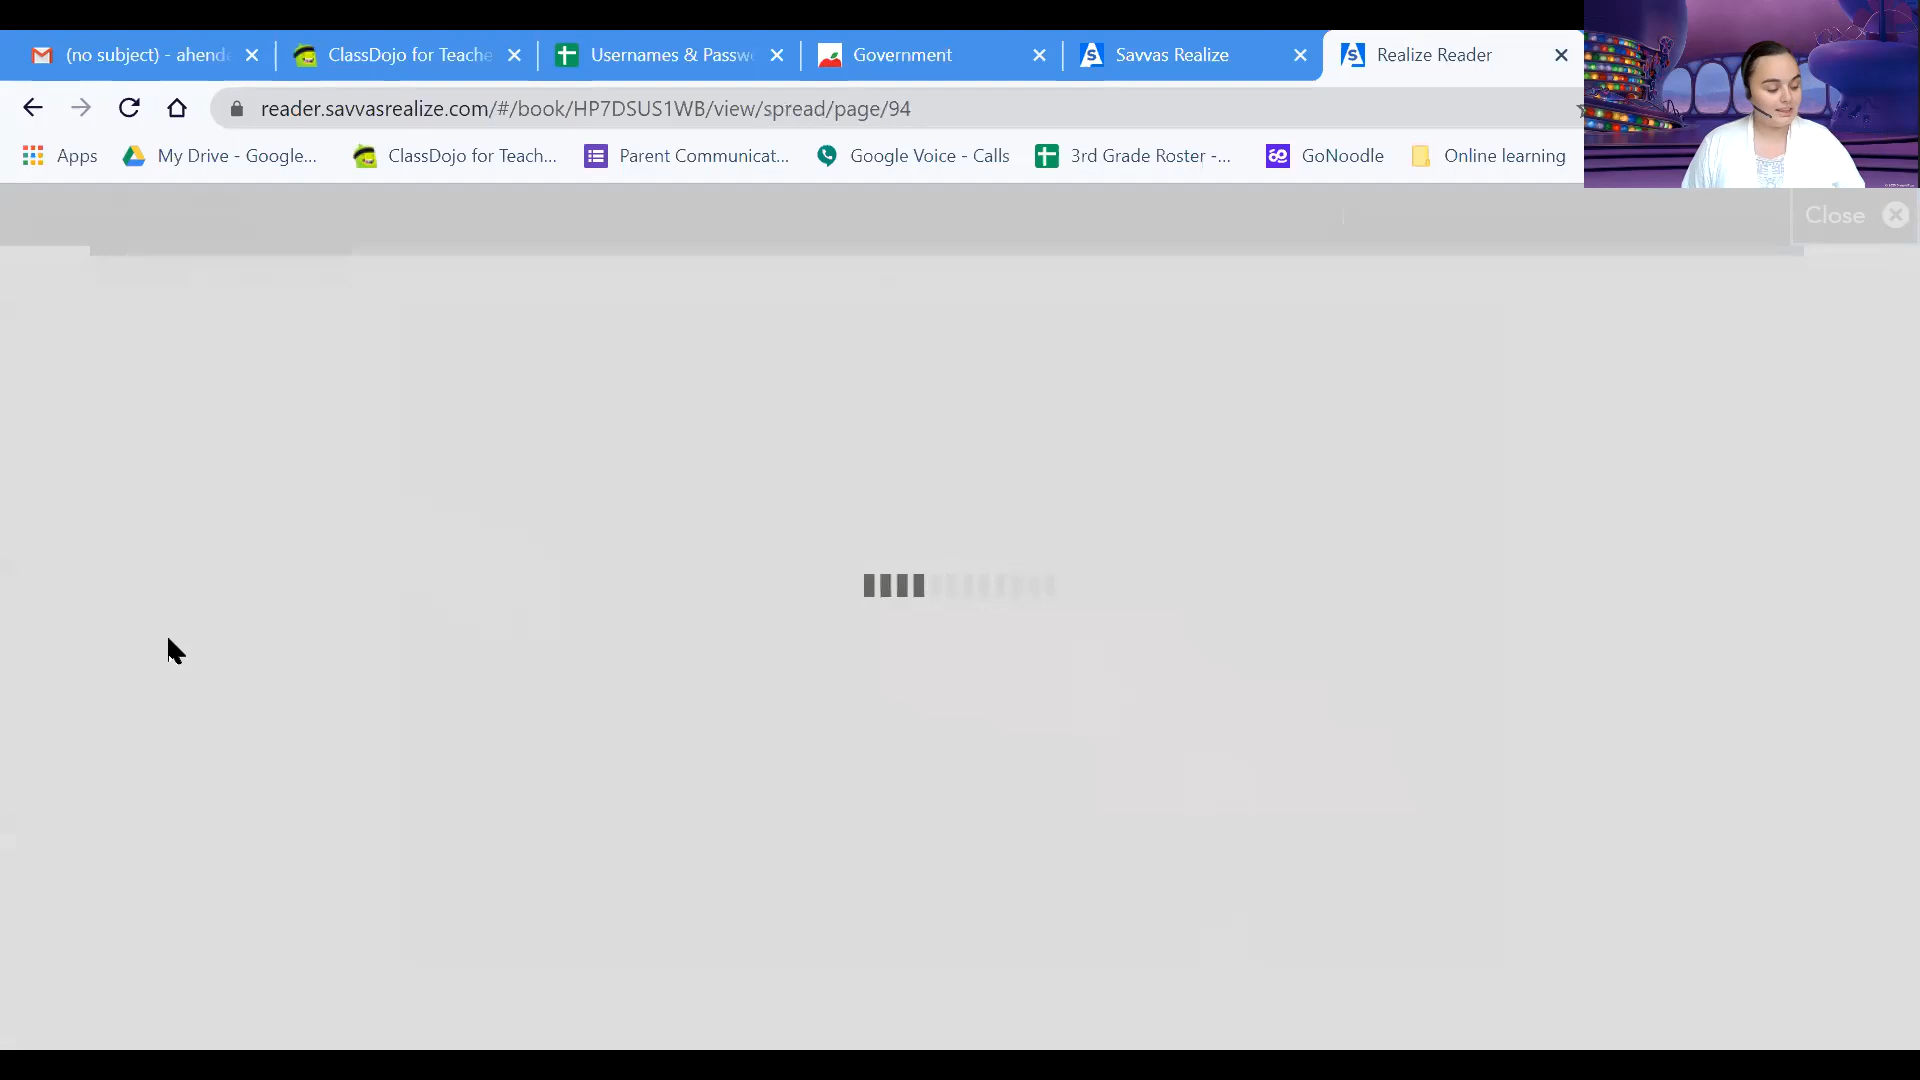 (no subject) - ahend
ClassDojo for Teache
Usernames & Passw
Government
Savvas Realize
Realize Reader
reader.savvasrealize.com/#/book/HP7DSUS1WB/view/spread/page/94
Apps
My Drive - Google...
ClassDojo for Teach...
Parent Communicat...
Google Voice - Calls
3rd Grade Roster -...
GoNoodle
Online learning
Close